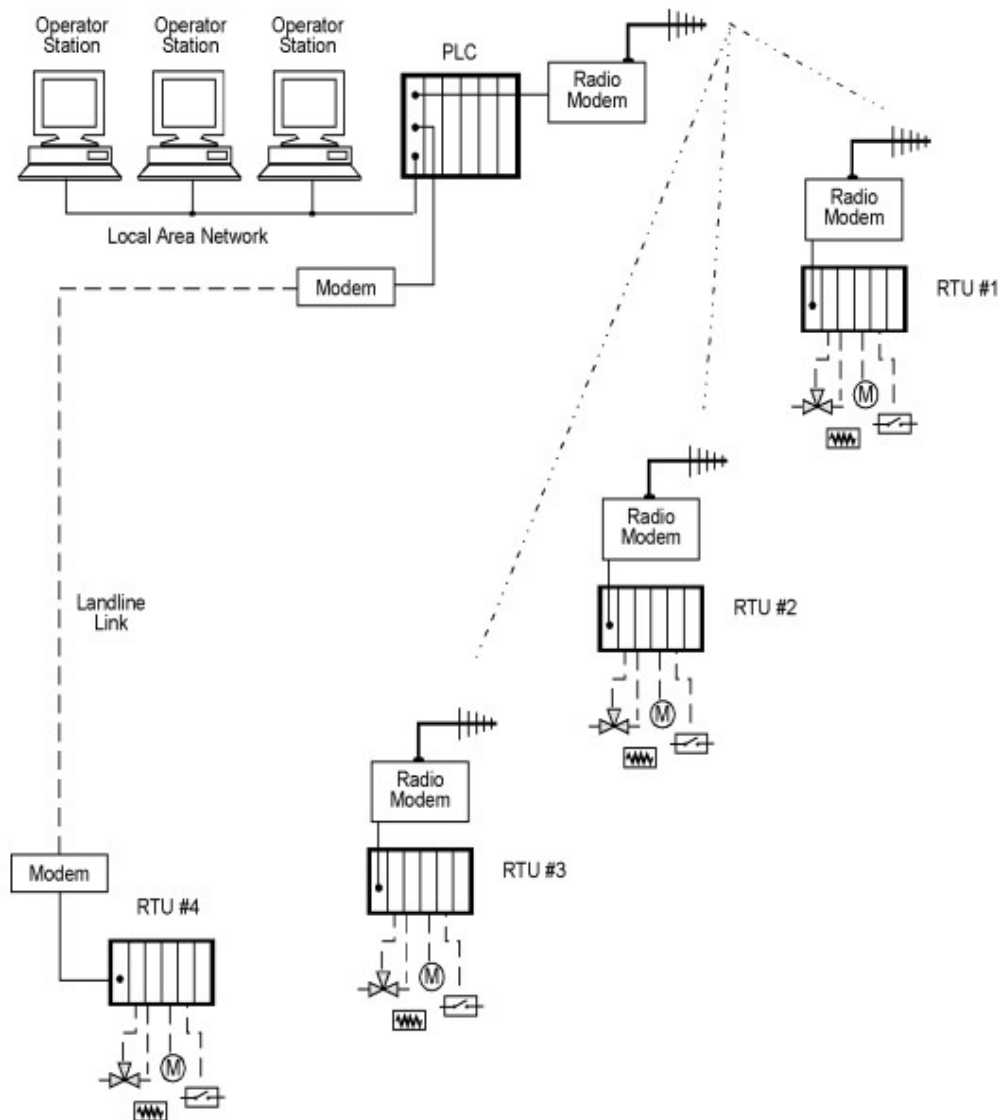 Operator
Station
Operator
Station
Operator
Station
PLC
Radio
Modem
Local Area Network
Modem
Radio
Modem
RTU #1
M
Radio
Modem
RTU #2
M
Landline
Link
Radio
Modem
RTU #3
M
Modem
RTU #4
M